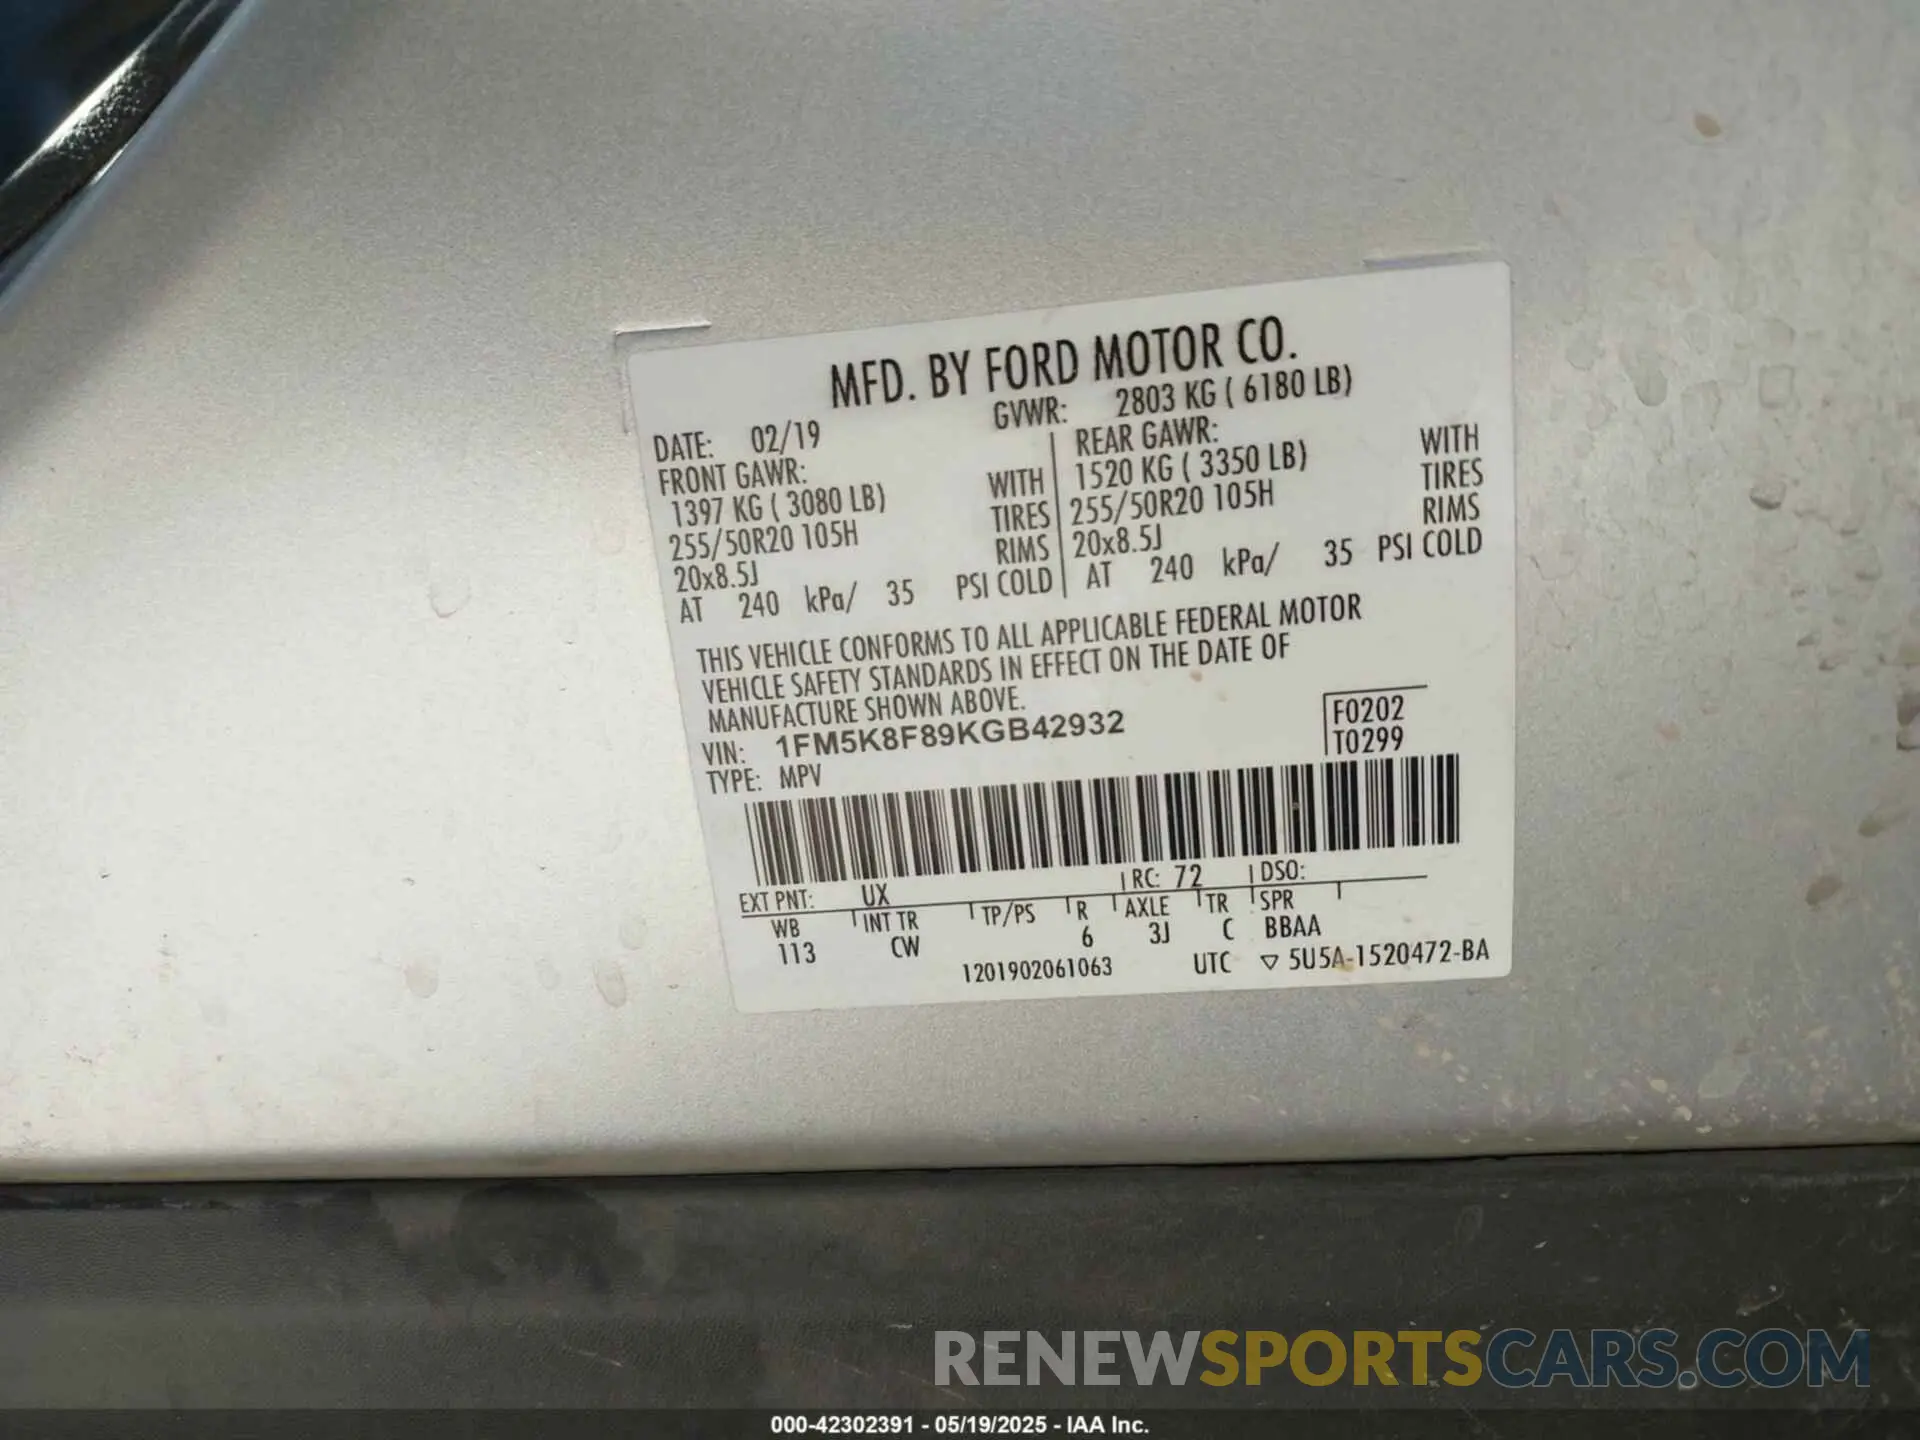 MFD. BY FORD MOTOR CO.
DATE: 02/19 GVWR: 2803 KG ( 6180 LB)
FRONT GAWR: REAR GAWR:
1397 KG ( 3080 LB) WITH 1520 KG ( 3350 LB) WITH
255/50R20 105H TIRES 255/50R20 105H TIRES
20x8.5J RIMS 20x8.5J RIMS
AT 240 kPa/ 35 PSI COLD AT 240 kPa/ 35 PSI COLD
THIS VEHICLE CONFORMS TO ALL APPLICABLE FEDERAL MOTOR
VEHICLE SAFETY STANDARDS IN EFFECT ON THE DATE OF
MANUFACTURE SHOWN ABOVE.
VIN: 1FM5K8F89KGB42932 F0202
TYPE: MPV T0299
EXT PNT: UX RC: 72 DSO:
WB INT TR TP/PS R AXLE TR SPR
113 CW 6 3J C BBAA
1201902061063 UTC ▽ 5U5A-1520472-BA
RENEWSPORTSCARS.COM
000-42302391 - 05/19/2025 - IAA Inc.